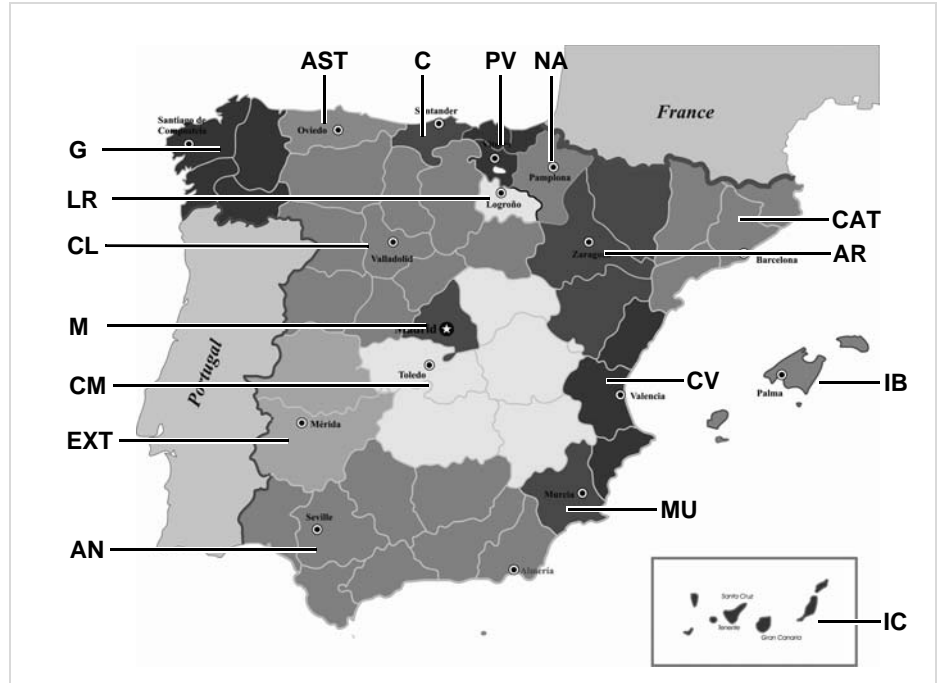 AST
C
PV
NA
Santander
France
Santiago de
Compostela
Oviedo
G
Pamplona
LR
Logroño
CAT
CL
Valladolid
Zaragoza
AR
Barcelona
M
Madrid
Portugal
Toledo
CM
CV
Palma
IB
Valencia
EXT
Mérida
Murcia
MU
Seville
AN
Almería
Santa Cruz
Tenerife
Gran Canaria
IC